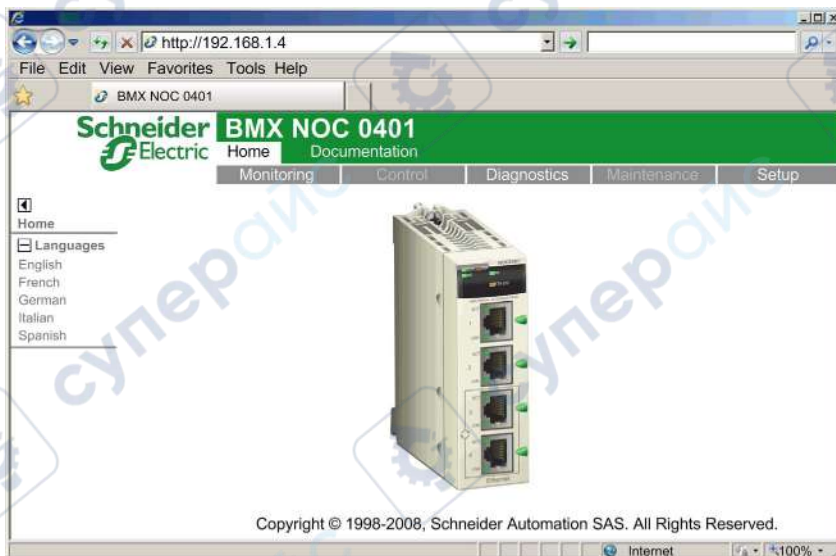 http://192.168.1.4
File Edit View Favorites Tools Help
BMX NOC 0401
Schneider Electric
BMX NOC 0401
Home Documentation
Monitoring Control Diagnostics Maintenance Setup
Home
Languages
English
French
German
Italian
Spanish
Copyright © 1998-2008, Schneider Automation SAS. All Rights Reserved.
Internet 100%
суперайс
суперайс